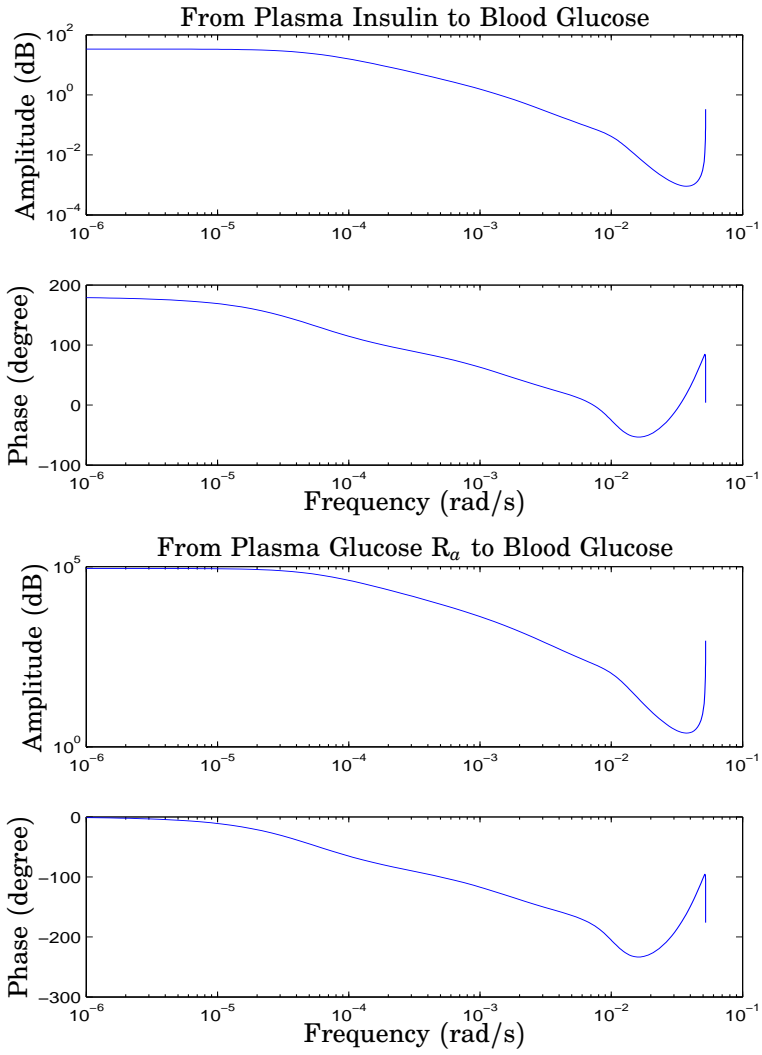 From Plasma Insulin to Blood Glucose
Amplitude (dB)
10^2
10^0
10^−2
10^−4
10^−6 10^−5 10^−4 10^−3 10^−2 10^−1
Phase (degree)
200
100
0
−100
10^−6 10^−5 10^−4 10^−3 10^−2 10^−1
Frequency (rad/s)
From Plasma Glucose R_a to Blood Glucose
Amplitude (dB)
10^5
10^0
10^−6 10^−5 10^−4 10^−3 10^−2 10^−1
Phase (degree)
0
−100
−200
−300
10^−6 10^−5 10^−4 10^−3 10^−2 10^−1
Frequency (rad/s)